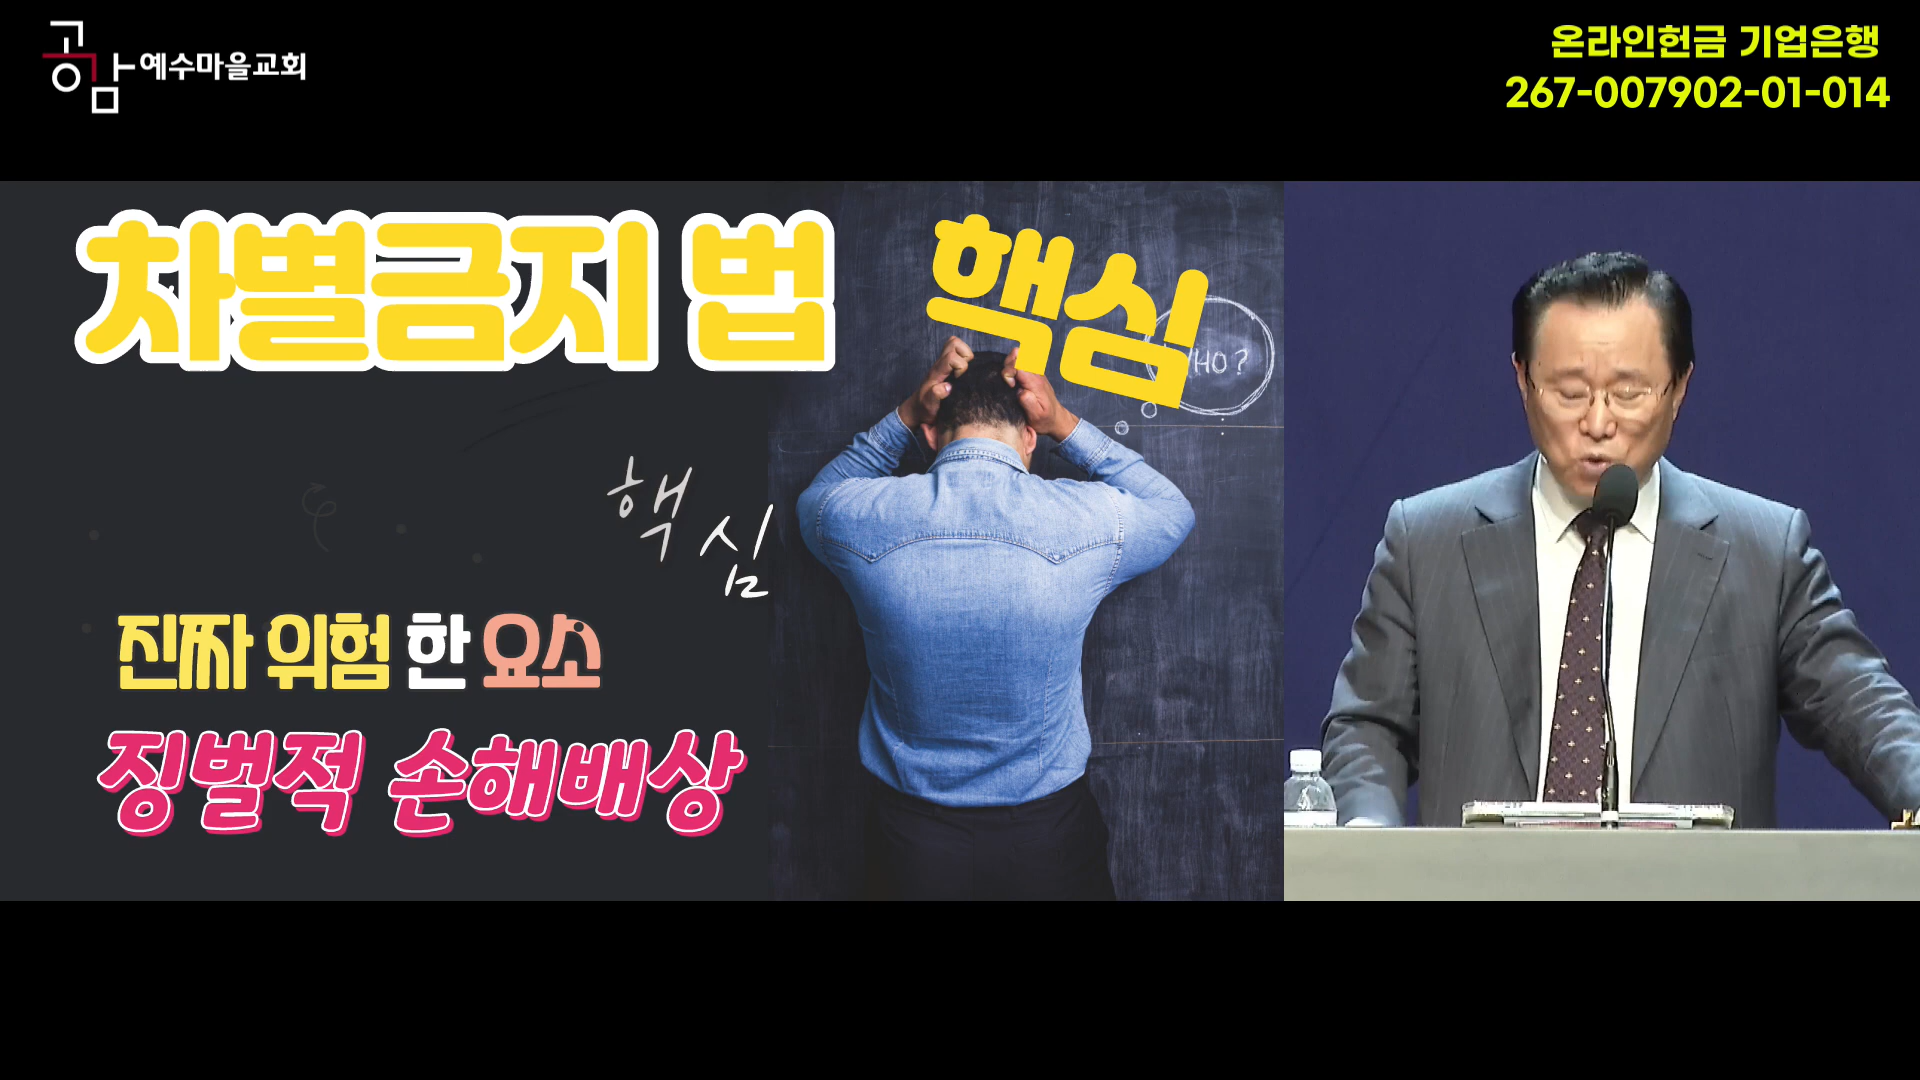 공감 예수마을교회
온라인헌금 기업은행
267-007902-01-014
차별금지 법
핵심
HO?
핵심
진짜 위험 한 요소
징벌적 손해배상